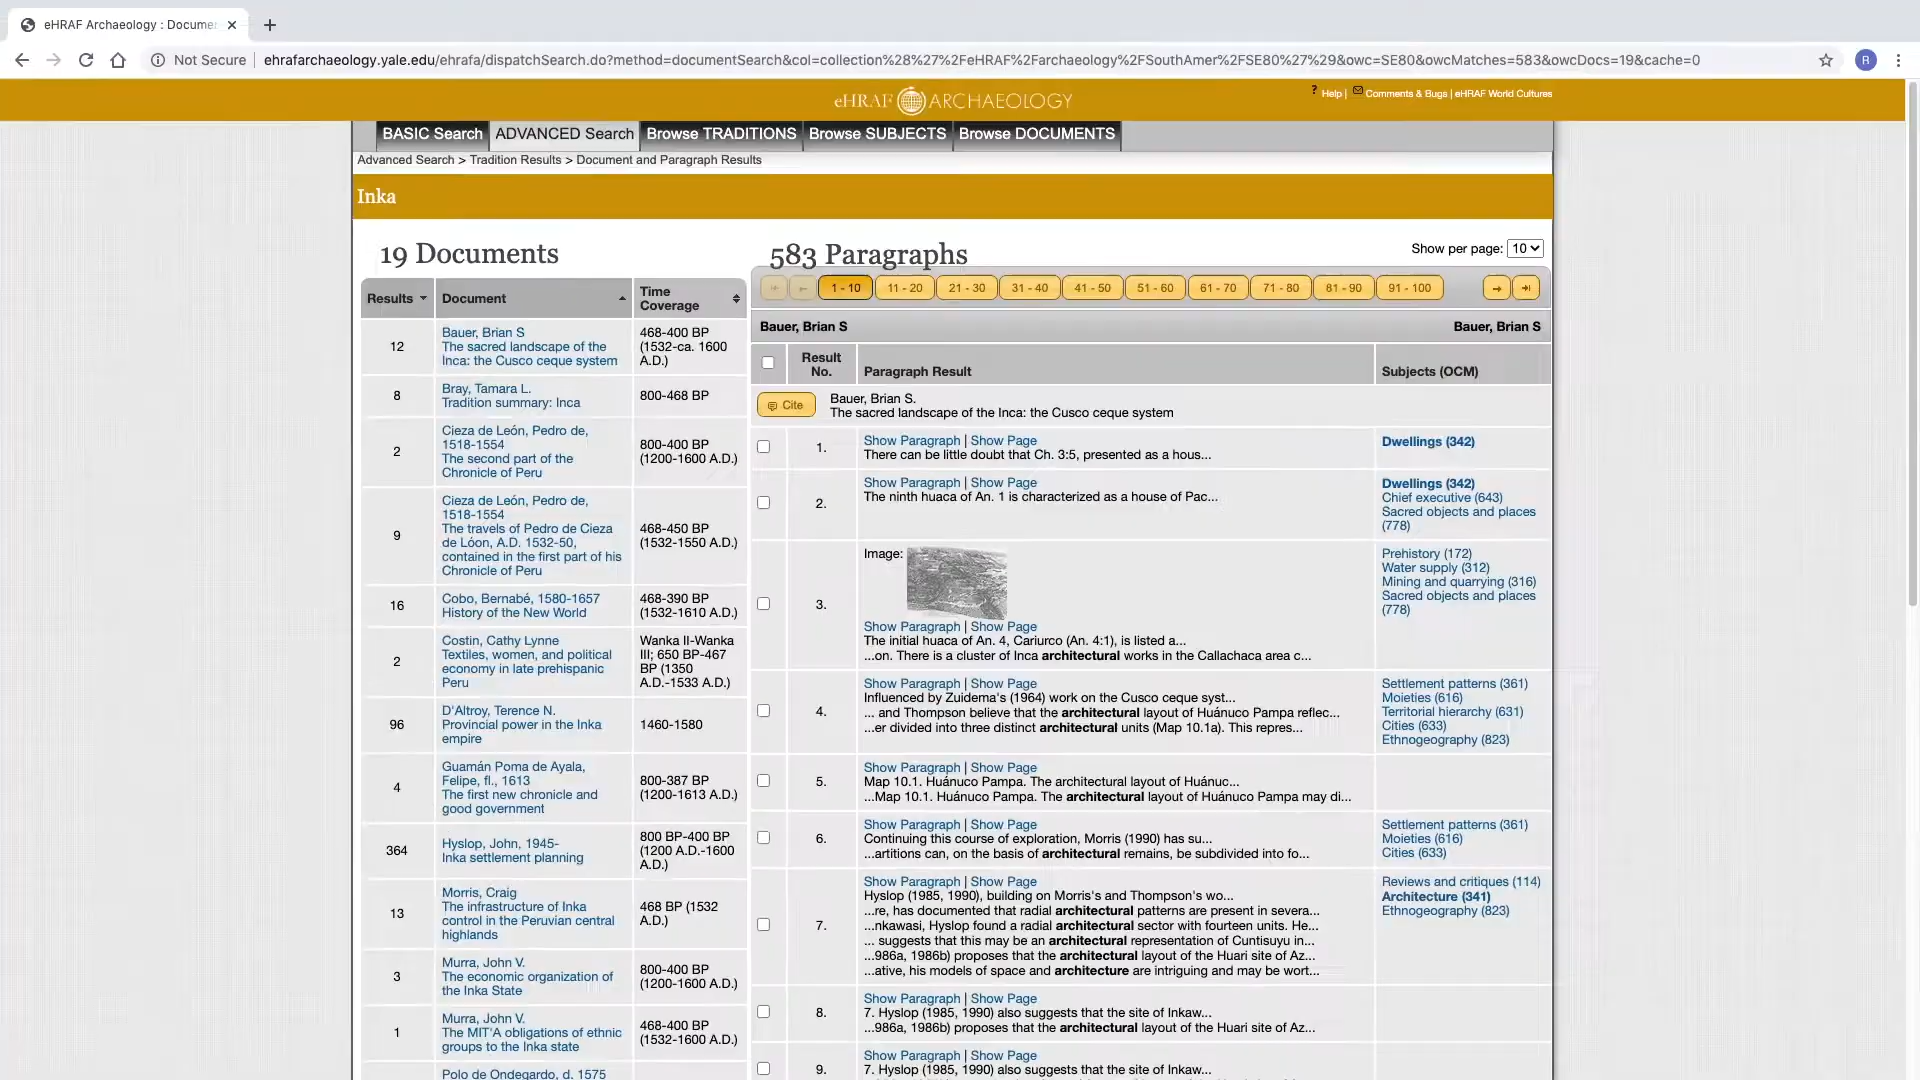 eHRAF Archaeology : Docume
Not Secure
ehrafarchaeology.yale.edu/ehrafa/dispatchSearch.do?method=documentSearch&col=collection%28%27%2FeHRAF%2Farchaeology%2FSouthAmer%2FSE80%27%29&owc=SE80&owcMatches=583&owcDocs=19&cache=0
R
eHRAF ARCHAEOLOGY
? Help | Comments & Bugs | eHRAF World Cultures
BASIC Search
ADVANCED Search
Browse TRADITIONS
Browse SUBJECTS
Browse DOCUMENTS
Advanced Search > Tradition Results > Document and Paragraph Results
Inka
19 Documents
Results
Document
Time
Coverage
12
Bauer, Brian S
The sacred landscape of the
Inca: the Cusco ceque system
468-400 BP
(1532-ca. 1600
A.D.)
8
Bray, Tamara L.
Tradition summary: Inca
800-468 BP
2
Cieza de León, Pedro de,
1518-1554
The second part of the
Chronicle of Peru
800-400 BP
(1200-1600 A.D.)
9
Cieza de León, Pedro de,
1518-1554
The travels of Pedro de Cieza
de Lóon, A.D. 1532-50,
contained in the first part of his
Chronicle of Peru
468-450 BP
(1532-1550 A.D.)
16
Cobo, Bernabé, 1580-1657
History of the New World
468-390 BP
(1532-1610 A.D.)
2
Costin, Cathy Lynne
Textiles, women, and political
economy in late prehispanic
Peru
Wanka II-Wanka
III; 650 BP-467
BP (1350
A.D.-1533 A.D.)
96
D'Altroy, Terence N.
Provincial power in the Inka
empire
1460-1580
4
Guamán Poma de Ayala,
Felipe, fl., 1613
The first new chronicle and
good government
800-387 BP
(1200-1613 A.D.)
364
Hyslop, John, 1945-
Inka settlement planning
800 BP-400 BP
(1200 A.D.-1600
A.D.)
13
Morris, Craig
The infrastructure of Inka
control in the Peruvian central
highlands
468 BP (1532
A.D.)
3
Murra, John V.
The economic organization of
the Inka State
800-400 BP
(1200-1600 A.D.)
1
Murra, John V.
The MIT'A obligations of ethnic
groups to the Inka state
468-400 BP
(1532-1600 A.D.)
Polo de Ondegardo, d. 1575
583 Paragraphs
Show per page: 10
1 - 10
11 - 20
21 - 30
31 - 40
41 - 50
51 - 60
61 - 70
71 - 80
81 - 90
91 - 100
Bauer, Brian S
Bauer, Brian S
Result
No.
Paragraph Result
Subjects (OCM)
Cite
Bauer, Brian S.
The sacred landscape of the Inca: the Cusco ceque system
1.
Show Paragraph | Show Page
There can be little doubt that Ch. 3:5, presented as a hous...
Dwellings (342)
2.
Show Paragraph | Show Page
The ninth huaca of An. 1 is characterized as a house of Pac...
Dwellings (342)
Chief executive (643)
Sacred objects and places
(778)
3.
Image:
Show Paragraph | Show Page
The initial huaca of An. 4, Cariurco (An. 4:1), is listed a...
...on. There is a cluster of Inca architectural works in the Callachaca area c...
Prehistory (172)
Water supply (312)
Mining and quarrying (316)
Sacred objects and places
(778)
4.
Show Paragraph | Show Page
Influenced by Zuidema's (1964) work on the Cusco ceque syst...
... and Thompson believe that the architectural layout of Huánuco Pampa reflec...
...er divided into three distinct architectural units (Map 10.1a). This repres...
Settlement patterns (361)
Moieties (616)
Territorial hierarchy (631)
Cities (633)
Ethnogeography (823)
5.
Show Paragraph | Show Page
Map 10.1. Huánuco Pampa. The architectural layout of Huánuc...
...Map 10.1. Huánuco Pampa. The architectural layout of Huánuco Pampa may di...
6.
Show Paragraph | Show Page
Continuing this course of exploration, Morris (1990) has su...
...artitions can, on the basis of architectural remains, be subdivided into fo...
Settlement patterns (361)
Moieties (616)
Cities (633)
7.
Show Paragraph | Show Page
Hyslop (1985, 1990), building on Morris's and Thompson's wo...
...re, has documented that radial architectural patterns are present in severa...
...nkawasi, Hyslop found a radial architectural sector with fourteen units. He...
... suggests that this may be an architectural representation of Cuntisuyu in...
...986a, 1986b) proposes that the architectural layout of the Huari site of Az...
...ative, his models of space and architecture are intriguing and may be wort...
Reviews and critiques (114)
Architecture (341)
Ethnogeography (823)
8.
Show Paragraph | Show Page
7. Hyslop (1985, 1990) also suggests that the site of Inkaw...
...986a, 1986b) proposes that the architectural layout of the Huari site of Az...
9.
Show Paragraph | Show Page
7. Hyslop (1985, 1990) also suggests that the site of Inkaw...